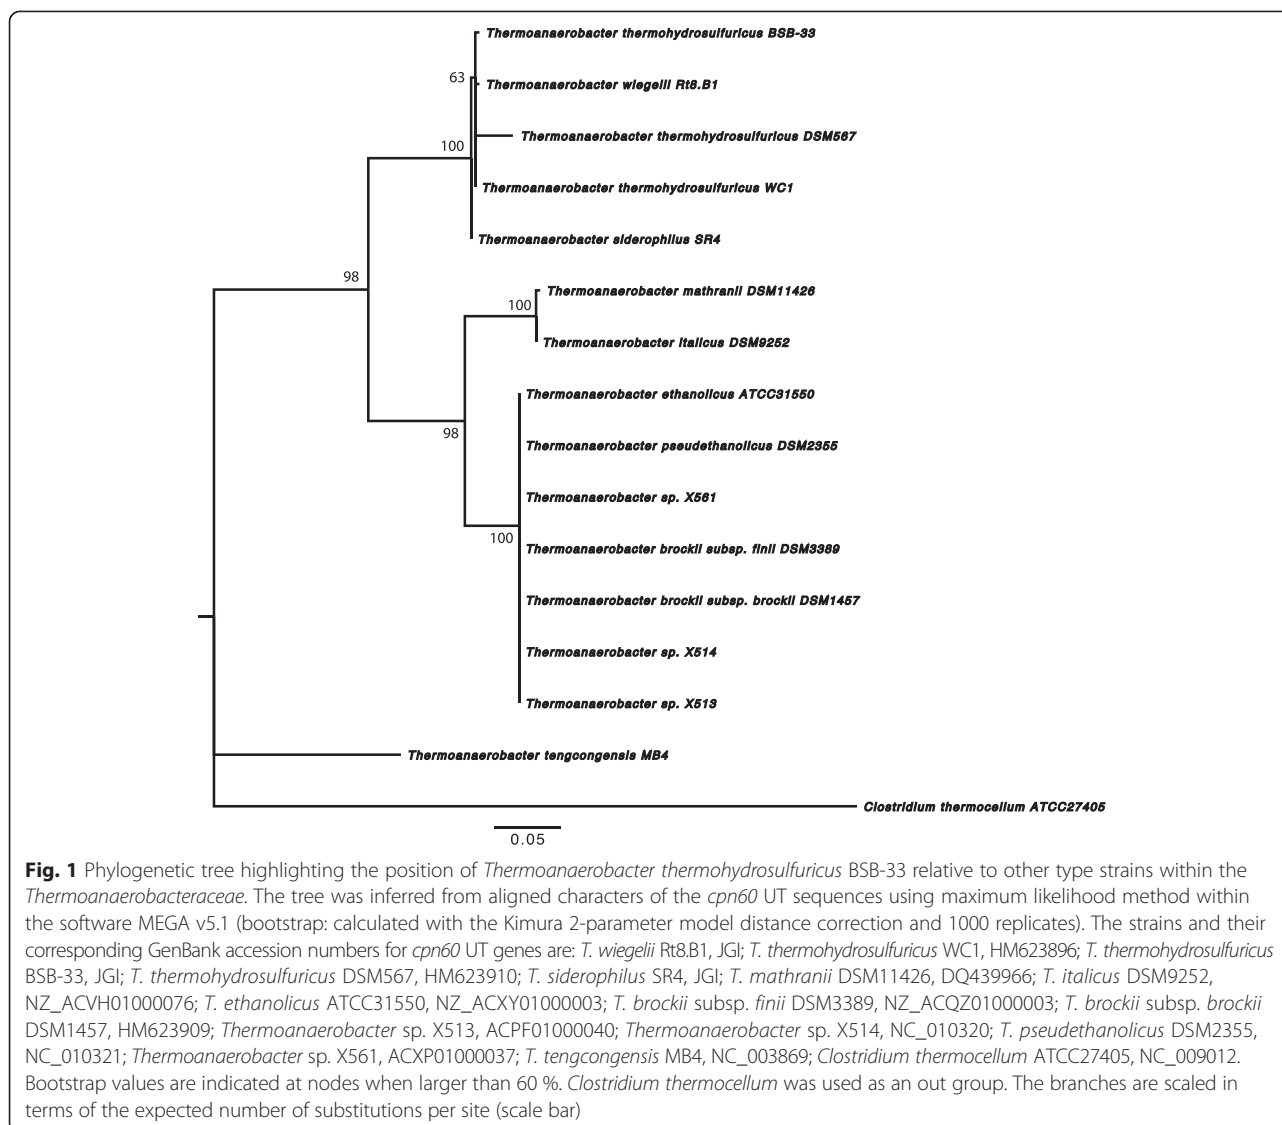 Thermoanaerobacter thermohydrosulfuricus BSB-33
63
Thermoanaerobacter wiegelii Rt8.B1
Thermoanaerobacter thermohydrosulfuricus DSM567
100
Thermoanaerobacter thermohydrosulfuricus WC1
Thermoanaerobacter siderophilus SR4
98
Thermoanaerobacter mathranii DSM11426
100
Thermoanaerobacter italicus DSM9252
Thermoanaerobacter ethanolicus ATCC31550
98
Thermoanaerobacter pseudethanolicus DSM2355
Thermoanaerobacter sp. X561
100
Thermoanaerobacter brockii subsp. finii DSM3389
Thermoanaerobacter brockii subsp. brockii DSM1457
Thermoanaerobacter sp. X514
Thermoanaerobacter sp. X513
Thermoanaerobacter tengcongensis MB4
Clostridium thermocellum ATCC27405
0.05
Fig. 1 Phylogenetic tree highlighting the position of Thermoanaerobacter thermohydrosulfuricus BSB-33 relative to other type strains within the
Thermoanaerobacteraceae. The tree was inferred from aligned characters of the cpn60 UT sequences using maximum likelihood method within
the software MEGA v5.1 (bootstrap: calculated with the Kimura 2-parameter model distance correction and 1000 replicates). The strains and their
corresponding GenBank accession numbers for cpn60 UT genes are: T. wiegelii Rt8.B1, JGI; T. thermohydrosulfuricus WC1, HM623896; T. thermohydrosulfuricus
BSB-33, JGI; T. thermohydrosulfuricus DSM567, HM623910; T. siderophilus SR4, JGI; T. mathranii DSM11426, DQ439966; T. italicus DSM9252,
NZ_ACVH01000076; T. ethanolicus ATCC31550, NZ_ACXY01000003; T. brockii subsp. finii DSM3389, NZ_ACQZ01000003; T. brockii subsp. brockii
DSM1457, HM623909; Thermoanaerobacter sp. X513, ACPF01000040; Thermoanaerobacter sp. X514, NC_010320; T. pseudethanolicus DSM2355,
NC_010321; Thermoanaerobacter sp. X561, ACXP01000037; T. tengcongensis MB4, NC_003869; Clostridium thermocellum ATCC27405, NC_009012.
Bootstrap values are indicated at nodes when larger than 60 %. Clostridium thermocellum was used as an out group. The branches are scaled in
terms of the expected number of substitutions per site (scale bar)